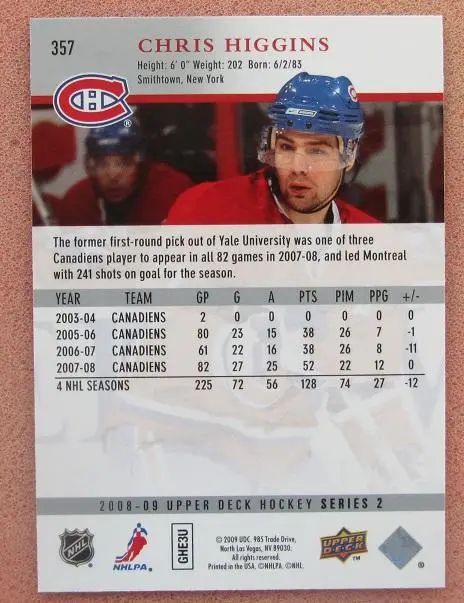 357
CHRIS HIGGINS
Height: 6' 0" Weight: 202 Born: 6/2/83
Smithtown, New York
®
The former first-round pick out of Yale University was one of three
Canadiens player to appear in all 82 games in 2007-08, and led Montreal
with 241 shots on goal for the season.
YEAR TEAM GP G A PTS PIM PPG +/-
2003-04 CANADIENS 2 0 0 0 0 0 0
2005-06 CANADIENS 80 23 15 38 26 7 -1
2006-07 CANADIENS 61 22 16 38 26 8 -11
2007-08 CANADIENS 82 27 25 52 22 12 0
4 NHL SEASONS 225 72 56 128 74 27 -12
2008-09 UPPER DECK HOCKEY SERIES 2
NHL
NHLPA.
GHE3U
© 2009 UDC. 985 Trade Drive,
North Las Vegas, NV 89030.
All rights reserved.
Printed in the USA. ©NHLPA. ©NHL.
UPPER
DECK
TM
®